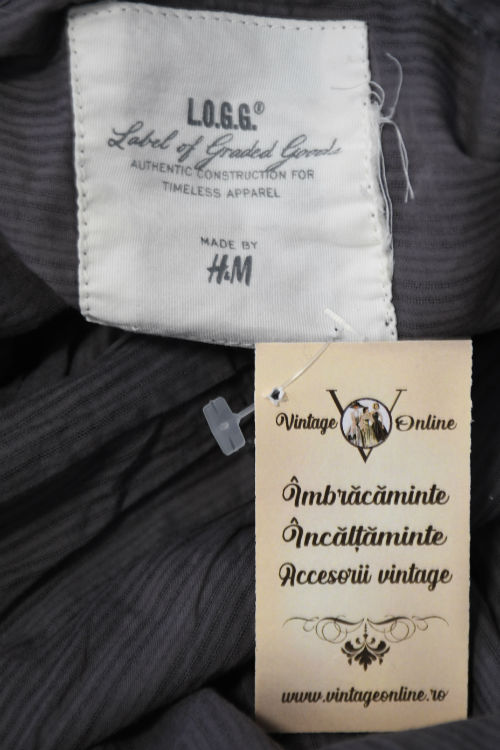 L.O.G.G.®
Label of Graded Goods
AUTHENTIC CONSTRUCTION FOR
TIMELESS APPAREL
MADE BY
H&M
V
Vintage Online
Îmbrăcăminte
Încălțăminte
Accesorii vintage
www.vintageonline.ro